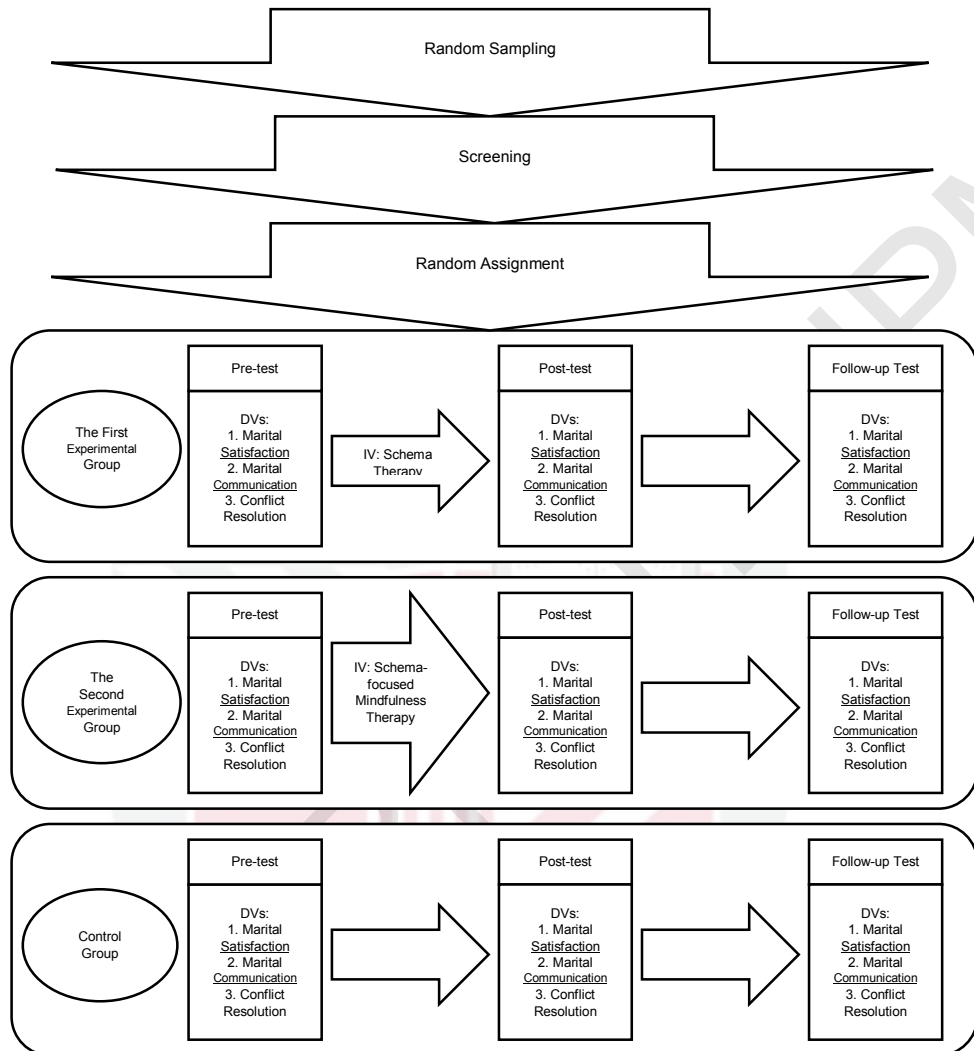 Random Sampling
Screening
Random Assignment
The First
Experimental
Group
Pre-test
DVs:
1. Marital
Satisfaction
2. Marital
Communication
3. Conflict
Resolution
IV: Schema
Therapy
Post-test
DVs:
1. Marital
Satisfaction
2. Marital
Communication
3. Conflict
Resolution
Follow-up Test
DVs:
1. Marital
Satisfaction
2. Marital
Communication
3. Conflict
Resolution
The
Second
Experimental
Group
Pre-test
DVs:
1. Marital
Satisfaction
2. Marital
Communication
3. Conflict
Resolution
IV: Schema-
focused
Mindfulness
Therapy
Post-test
DVs:
1. Marital
Satisfaction
2. Marital
Communication
3. Conflict
Resolution
Follow-up Test
DVs:
1. Marital
Satisfaction
2. Marital
Communication
3. Conflict
Resolution
Control
Group
Pre-test
DVs:
1. Marital
Satisfaction
2. Marital
Communication
3. Conflict
Resolution
Post-test
DVs:
1. Marital
Satisfaction
2. Marital
Communication
3. Conflict
Resolution
Follow-up Test
DVs:
1. Marital
Satisfaction
2. Marital
Communication
3. Conflict
Resolution